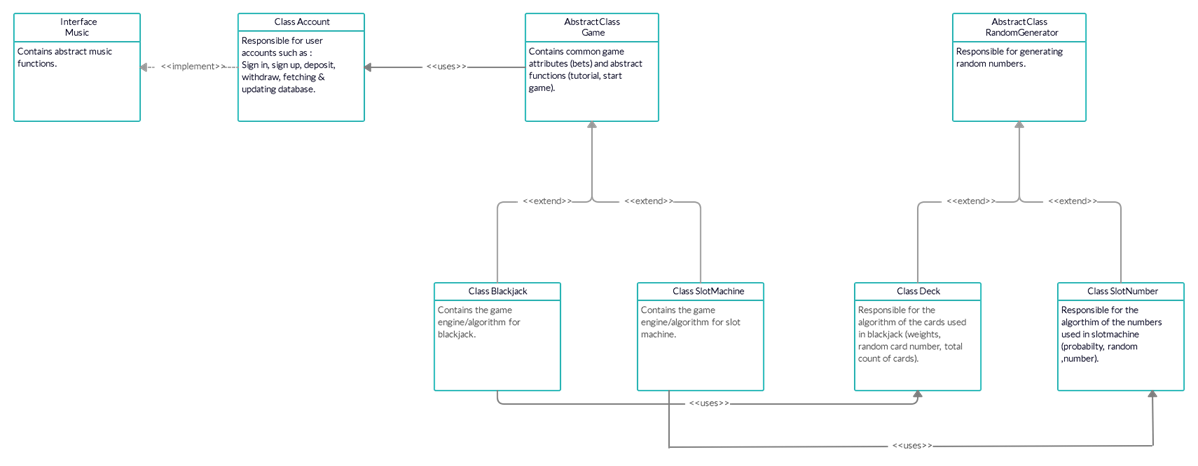 Interface
Music
Contains abstract music
functions.
<<implement>>
Class Account
Responsible for user
accounts such as :
Sign in, sign up, deposit,
withdraw, fetching &
updating database.
<<uses>>
AbstractClass
Game
Contains common game
attributes (bets) and abstract
functions (tutorial, start
game).
AbstractClass
RandomGenerator
Responsible for generating
random numbers.
<<extend>>
<<extend>>
<<extend>>
<<extend>>
Class Blackjack
Contains the game
engine/algorithm for
blackjack.
Class SlotMachine
Contains the game
engine/algorithm for slot
machine.
Class Deck
Responsible for the
algorithm of the cards used
in blackjack (weights,
random card number, total
count of cards).
Class SlotNumber
Responsible for the
algorthim of the numbers
used in slotmachine
(probabilty, random
,number).
<<uses>>
<<uses>>